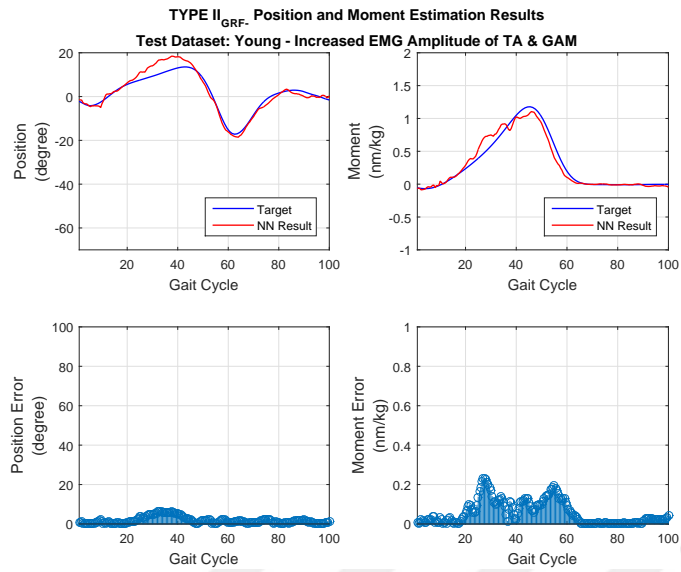 TYPE II_GRF- Position and Moment Estimation Results
Test Dataset: Young - Increased EMG Amplitude of TA & GAM
20
0
-20
-40
-60
Position
(degree)
Target
NN Result
20 40 60 80 100
Gait Cycle
2
1.5
1
0.5
0
-0.5
-1
Moment
(nm/kg)
Target
NN Result
20 40 60 80 100
Gait Cycle
100
80
60
40
20
0
Position Error
(degree)
20 40 60 80 100
Gait Cycle
1
0.8
0.6
0.4
0.2
0
Moment Error
(nm/kg)
20 40 60 80 100
Gait Cycle